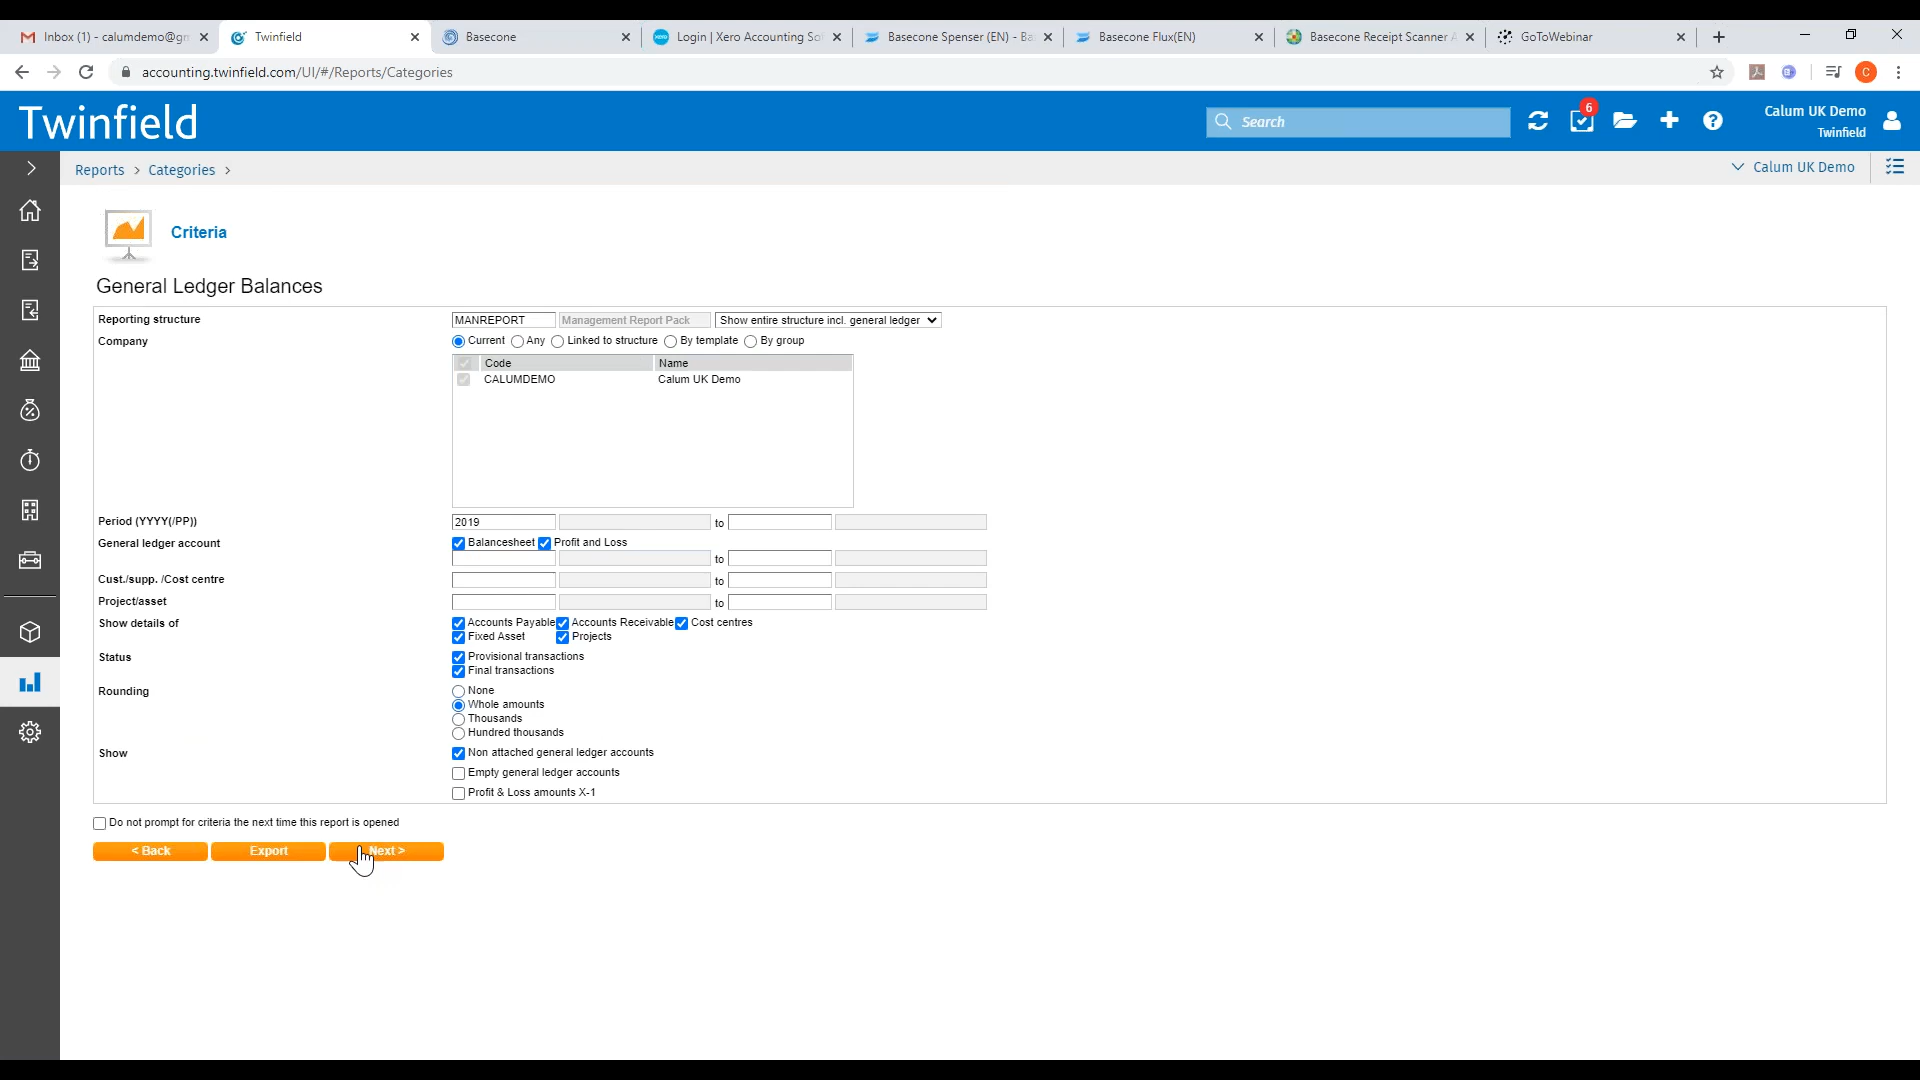 Inbox (1) - calumdemo@gm
Twinfield
Basecone
Login | Xero Accounting So
Basecone Spenser (EN) - Ba
Basecone Flux(EN)
Basecone Receipt Scanner A
GoToWebinar
accounting.twinfield.com/UI/#/Reports/Categories
C
Twinfield
Search
6
Calum UK Demo
Twinfield
Reports > Categories >
Calum UK Demo
Criteria
General Ledger Balances
Reporting structure MANREPORT Management Report Pack Show entire structure incl. general ledger
Company Current Any Linked to structure By template By group
Code Name
CALUMDEMO Calum UK Demo
Period (YYYY(/PP)) 2019 to
General ledger account Balancesheet Profit and Loss
to
Cust./supp. /Cost centre to
Project/asset to
Show details of Accounts Payable Accounts Receivable Cost centres
Fixed Asset Projects
Status Provisional transactions
Final transactions
Rounding None
Whole amounts
Thousands
Hundred thousands
Show Non attached general ledger accounts
Empty general ledger accounts
Profit & Loss amounts X-1
Do not prompt for criteria the next time this report is opened
< Back Export Next >